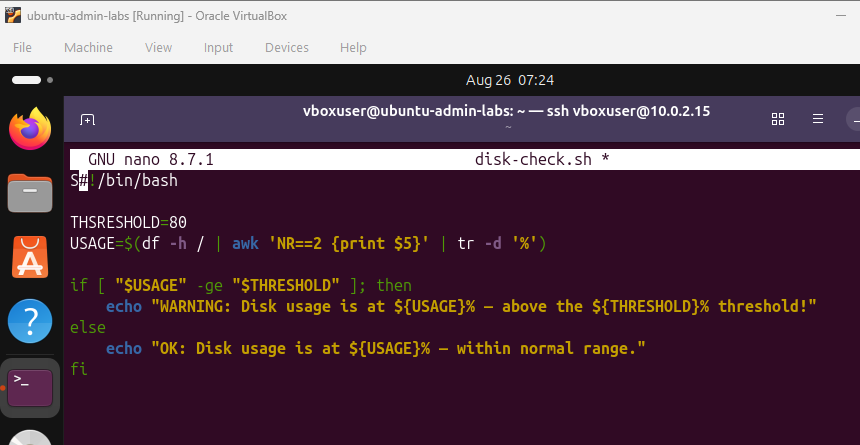 ubuntu-admin-labs [Running] - Oracle VirtualBox
File Machine View Input Devices Help
Aug 26 07:24
vboxuser@ubuntu-admin-labs: ~ — ssh vboxuser@10.0.2.15
~
GNU nano 8.7.1 disk-check.sh *
S#!/bin/bash
THSRESHOLD=80
USAGE=$(df -h / | awk 'NR==2 {print $5}' | tr -d '%')
if [ "$USAGE" -ge "$THRESHOLD" ]; then
    echo "WARNING: Disk usage is at ${USAGE}% — above the ${THRESHOLD}% threshold!"
else
    echo "OK: Disk usage is at ${USAGE}% — within normal range."
fi